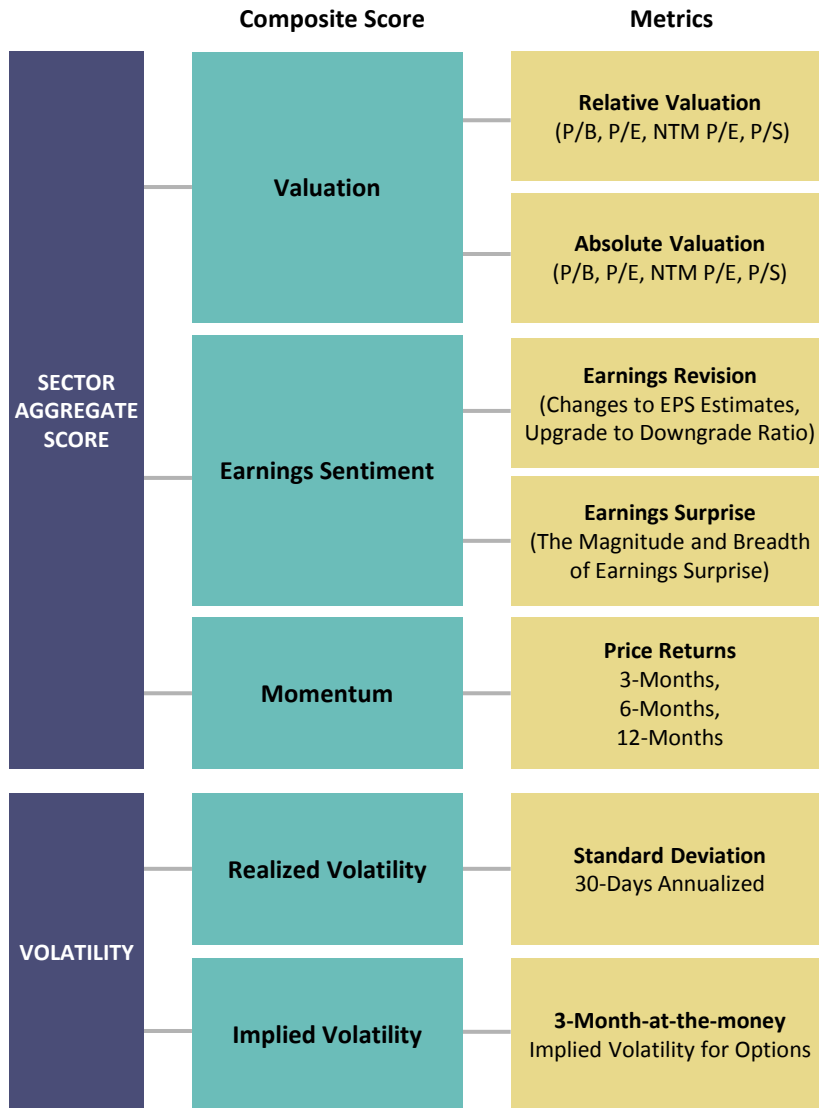 Composite Score
Metrics
SECTOR
AGGREGATE
SCORE
Valuation
Relative Valuation
(P/B, P/E, NTM P/E, P/S)
Absolute Valuation
(P/B, P/E, NTM P/E, P/S)
Earnings Sentiment
Earnings Revision
(Changes to EPS Estimates,
Upgrade to Downgrade Ratio)
Earnings Surprise
(The Magnitude and Breadth
of Earnings Surprise)
Momentum
Price Returns
3-Months,
6-Months,
12-Months
VOLATILITY
Realized Volatility
Standard Deviation
30-Days Annualized
Implied Volatility
3-Month-at-the-money
Implied Volatility for Options